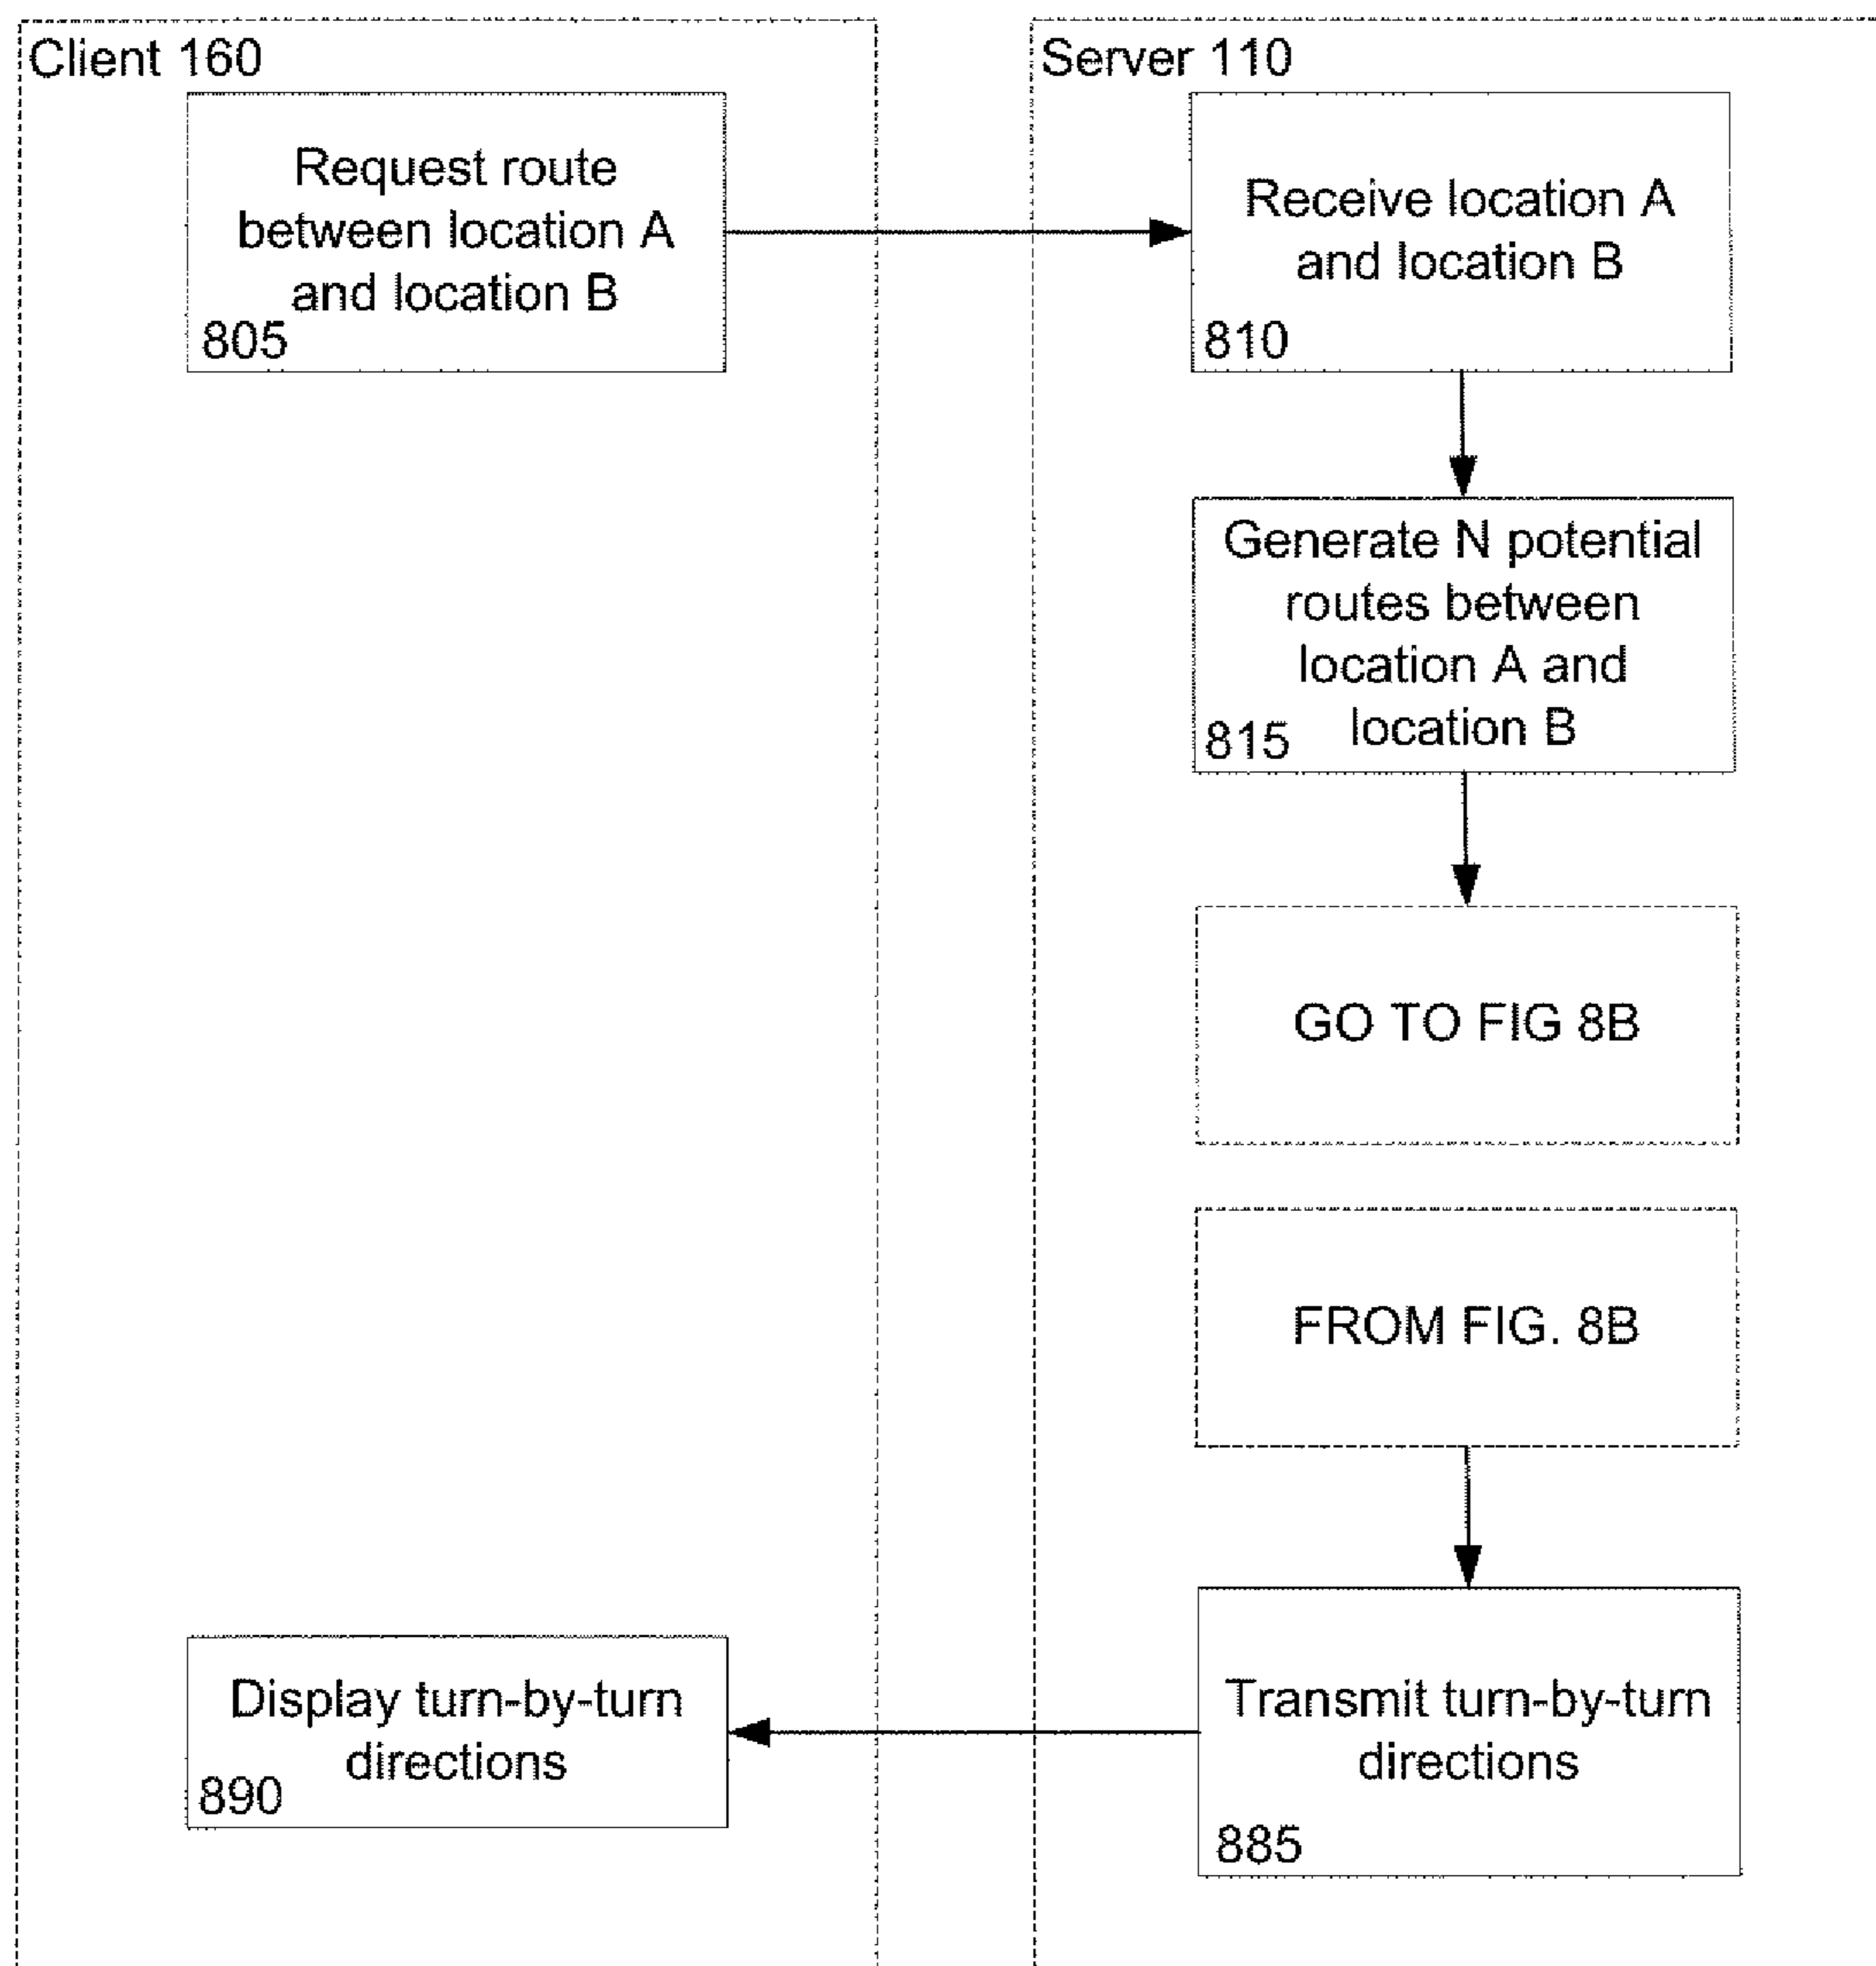 Client 160
Request route
between location A
and location B
805
Server 110
Receive location A
and location B
810
Generate N potential
routes between
location A and
location B
815
GO TO FIG 8B
FROM FIG. 8B
Transmit turn-by-turn
directions
885
Display turn-by-turn
directions
890